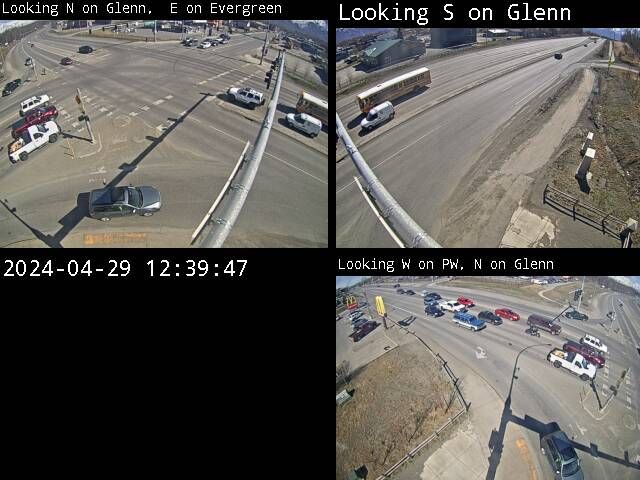 Looking N on Glenn, E on Evergreen
Looking S on Glenn
2024-04-29 12:39:47
Looking W on PW, N on Glenn